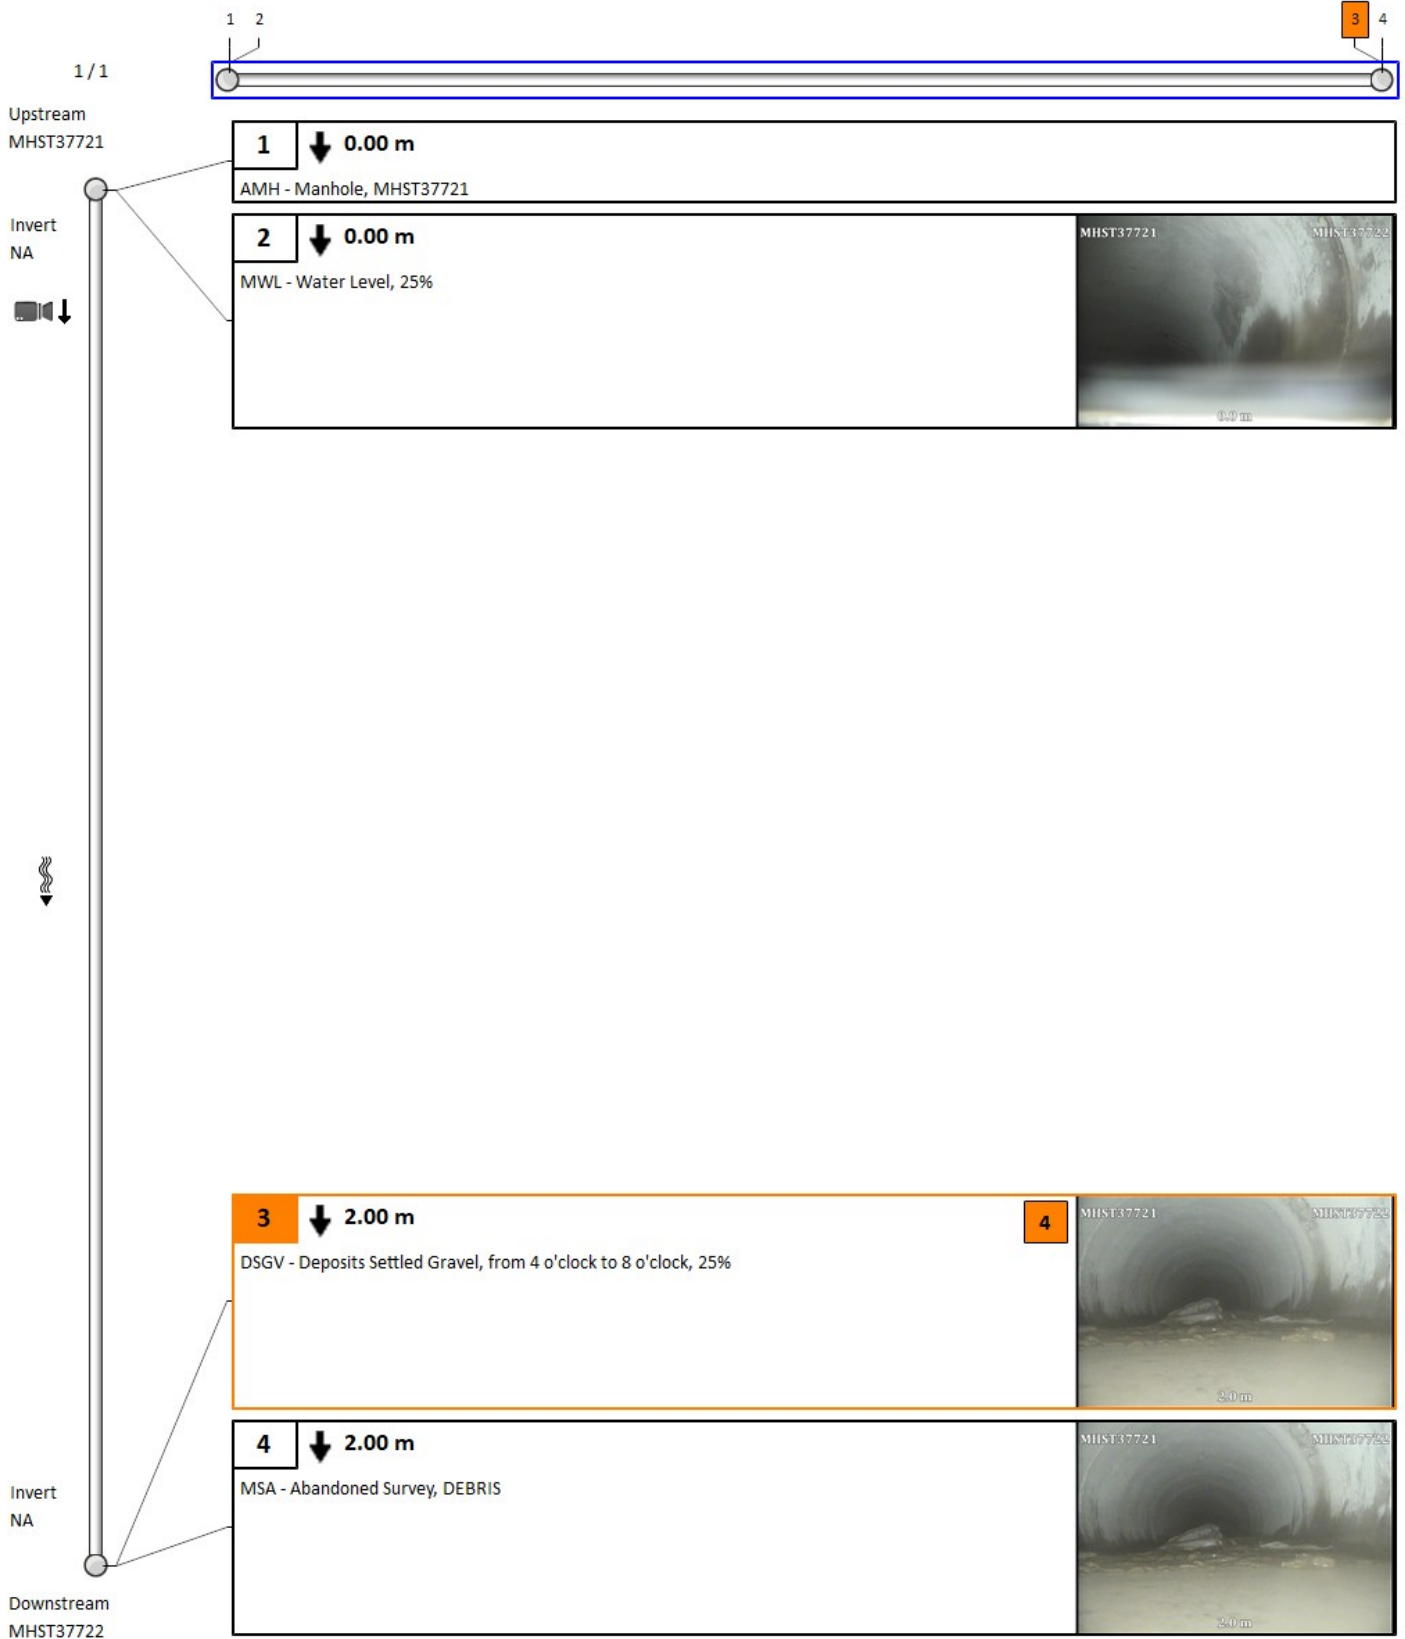 1 2 3 4
1 / 1
Upstream
MHST37721
1 0.00 m
AMH - Manhole, MHST37721
Invert
NA
2 0.00 m
MWL - Water Level, 25%
MHST37721 MHST37722
0.0 m
3 2.00 m 4
DSGV - Deposits Settled Gravel, from 4 o'clock to 8 o'clock, 25%
MHST37721 MHST37722
2.0 m
4 2.00 m
MSA - Abandoned Survey, DEBRIS
MHST37721 MHST37722
2.0 m
Invert
NA
Downstream
MHST37722